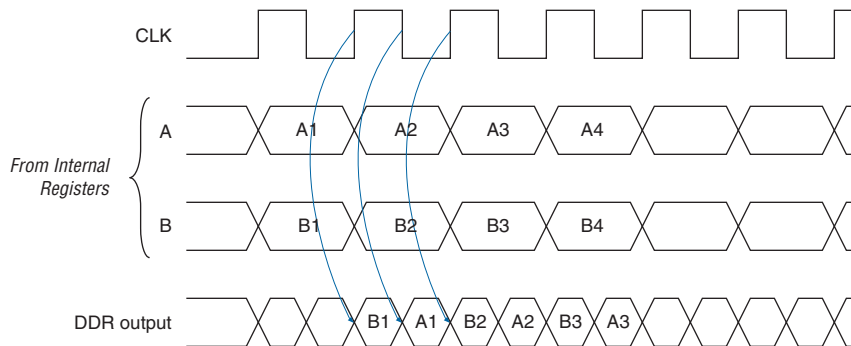 CLK
A
A1 A2 A3 A4
From Internal
Registers
B
B1 B2 B3 B4
DDR output
B1 A1 B2 A2 B3 A3